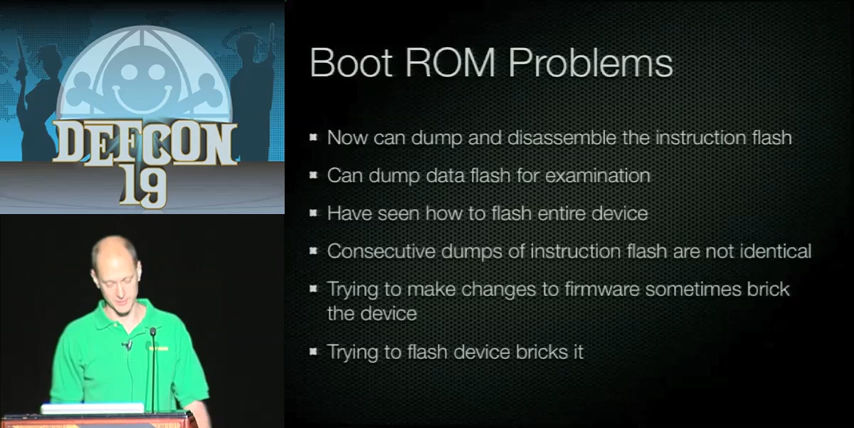 DEFCON
19
Boot ROM Problems
Now can dump and disassemble the instruction flash
Can dump data flash for examination
Have seen how to flash entire device
Consecutive dumps of instruction flash are not identical
Trying to make changes to firmware sometimes brick
the device
Trying to flash device bricks it